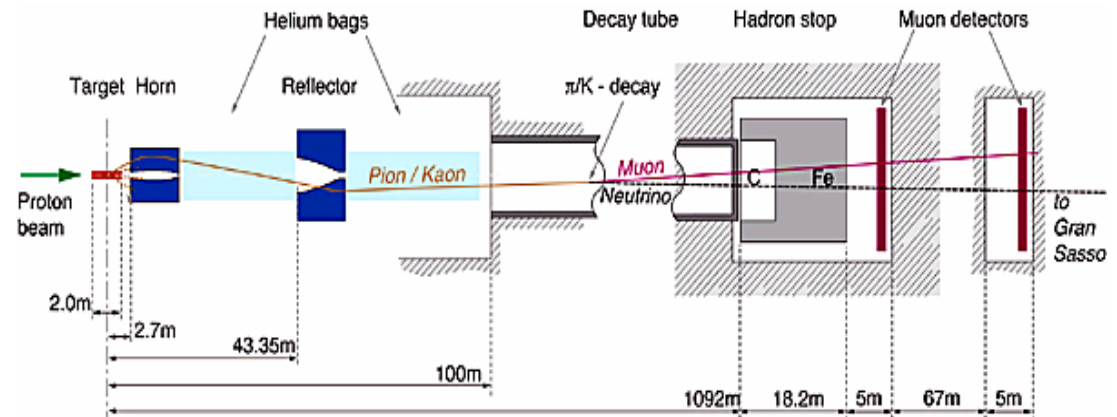 Helium bags
Decay tube
Hadron stop
Muon detectors
Target
Horn
Reflector
π/K - decay
Proton
beam
Pion / Kaon
Muon
Neutrino
C
Fe
to
Gran
Sasso
2.0m
2.7m
43.35m
100m
1092m
18.2m
5m
67m
5m